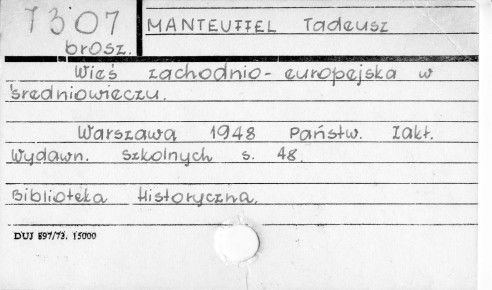 7307
brosz.
MANTEUFFEL Tadeusz
Wieś zachodnio-europejska w
średniowieczu.
Warszawa 1948 Państw. Zakł.
Wydawn. Szkolnych s. 48.
Biblioteka Historyczna.
DUJ 897/73. 15000